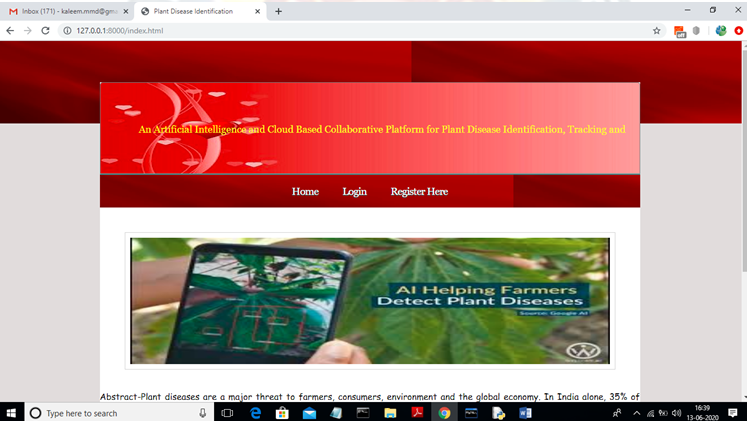 Inbox (171) - kaleem.mmd@gm
Plant Disease Identification
127.0.0.1:8000/index.html
off
An Artificial Intelligence and Cloud Based Collaborative Platform for Plant Disease Identification, Tracking and
Home Login Register Here
AI Helping Farmers
Detect Plant Diseases
Source: Google AI
Abstract-Plant diseases are a major threat to farmers, consumers, environment and the global economy. In India alone, 35% of
Type here to search
16:39
13-06-2020